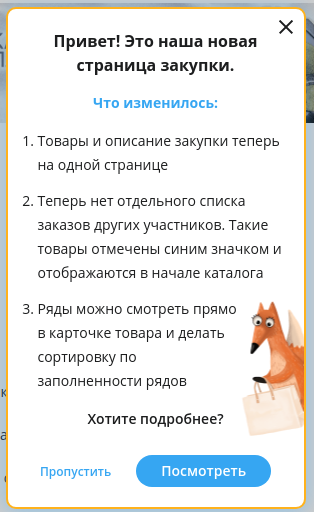 Привет! Это наша новая
страница закупки.
Что изменилось:
1. Товары и описание закупки теперь
на одной странице
2. Теперь нет отдельного списка
заказов других участников. Такие
товары отмечены синим значком и
отображаются в начале каталога
3. Ряды можно смотреть прямо
в карточке товара и делать
сортировку по
заполненности рядов
Хотите подробнее?
Пропустить Посмотреть